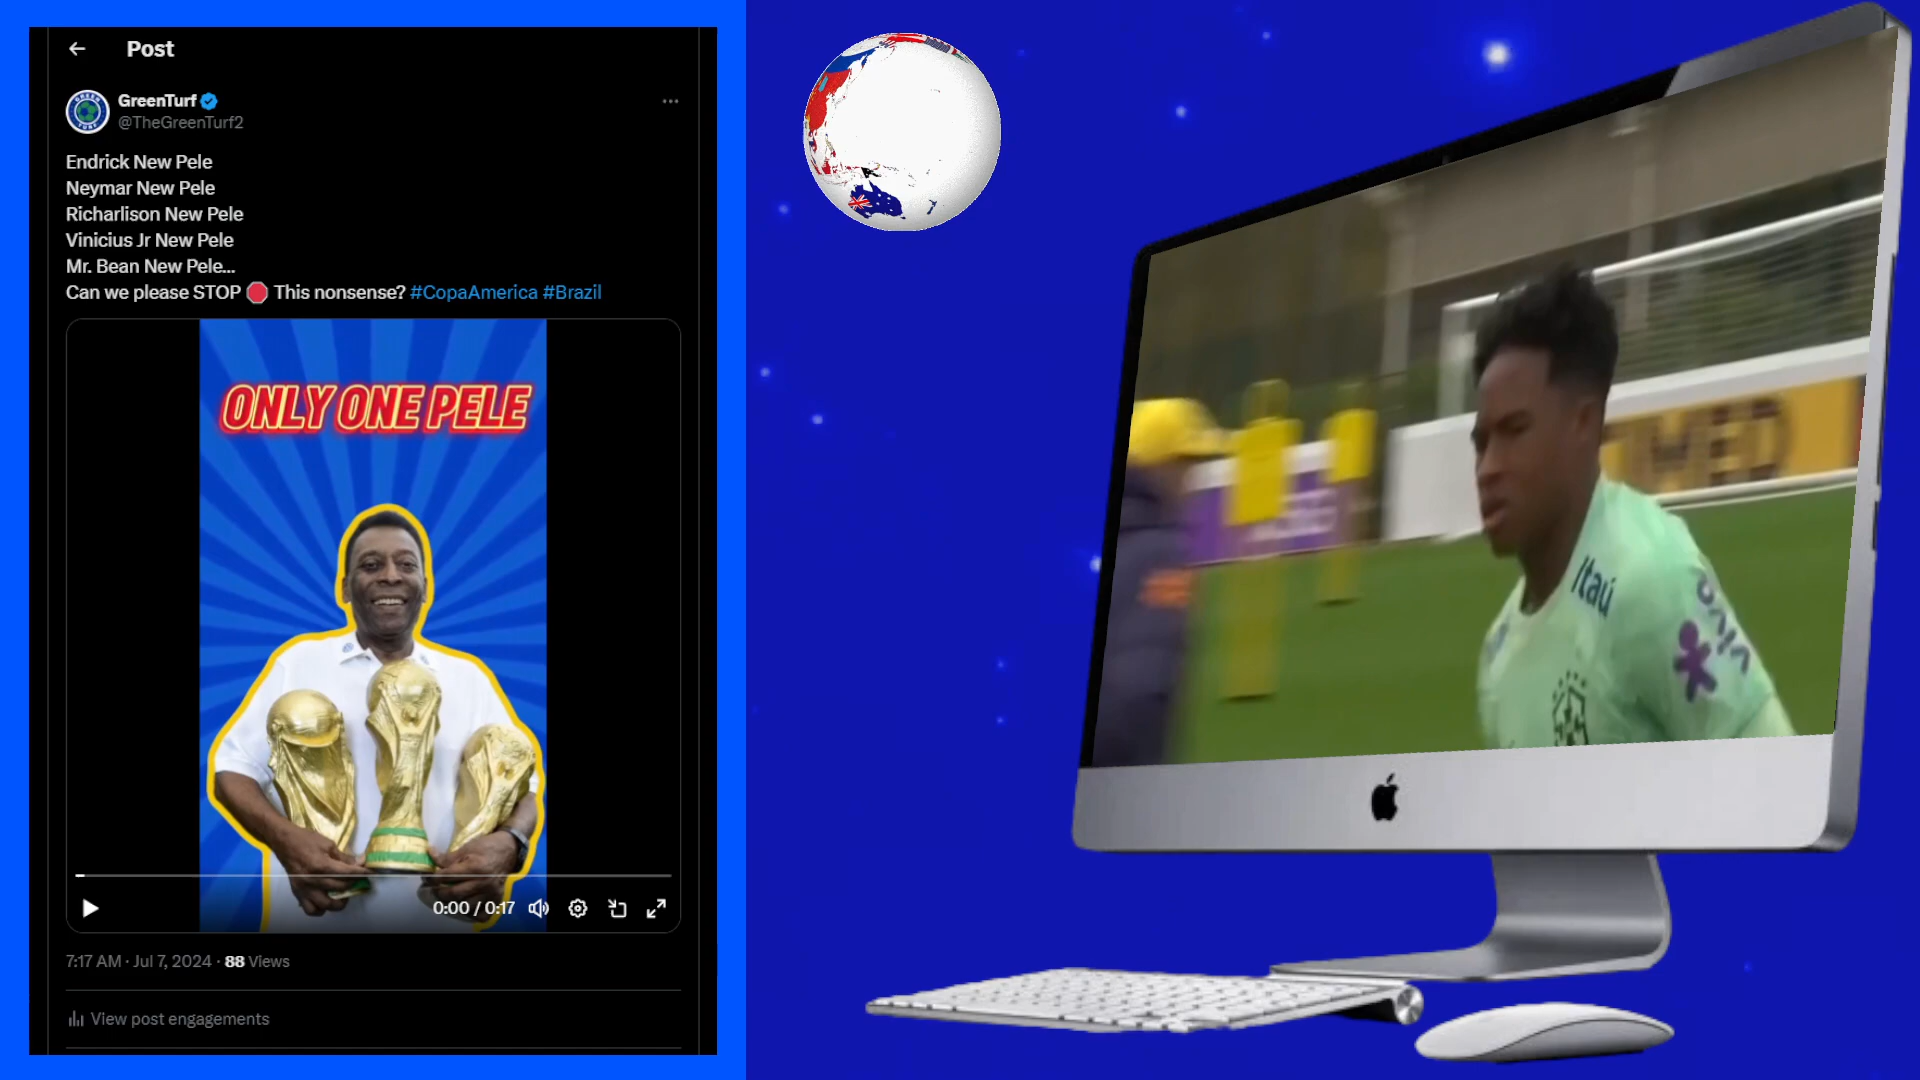 Post
GreenTurf
@TheGreenTurf2
Endrick New Pele
Neymar New Pele
Richarlison New Pele
Vinicius Jr New Pele
Mr. Bean New Pele...
Can we please STOP 🛑 This nonsense? #CopaAmerica #Brazil
ONLY ONE PELE
0:00 / 0:17
7:17 AM · Jul 7, 2024 · 88 Views
View post engagements
Itaú